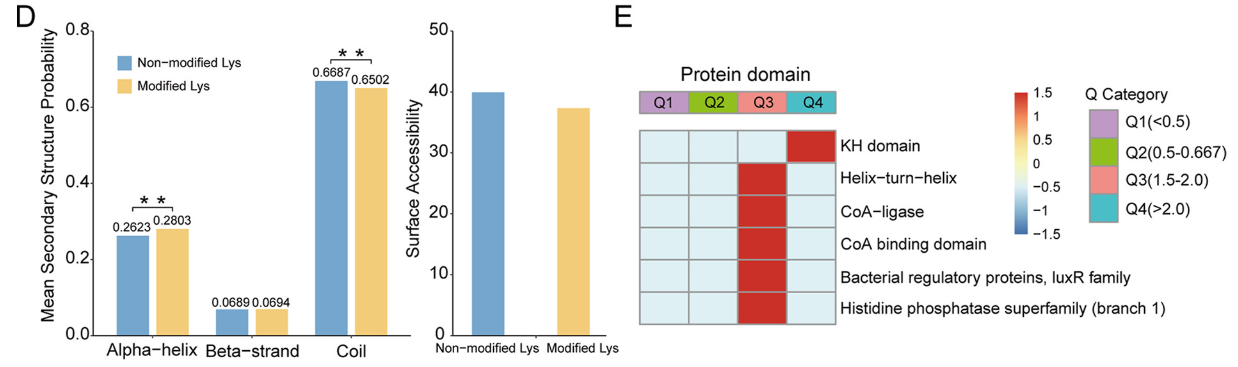 D
Mean Secondary Structure Probability
0.8
0.6
0.4
0.2
0.0
Non-modified Lys
Modified Lys
* *
0.2623
0.2803
0.0689
0.0694
* *
0.6687
0.6502
Alpha-helix
Beta-strand
Coil
Surface Accessibility
50
40
30
20
10
0
Non-modified Lys
Modified Lys
E
Protein domain
Q1
Q2
Q3
Q4
KH domain
Helix-turn-helix
CoA-ligase
CoA binding domain
Bacterial regulatory proteins, luxR family
Histidine phosphatase superfamily (branch 1)
1.5
1
0.5
0
−0.5
−1
−1.5
Q Category
Q1(<0.5)
Q2(0.5-0.667)
Q3(1.5-2.0)
Q4(>2.0)